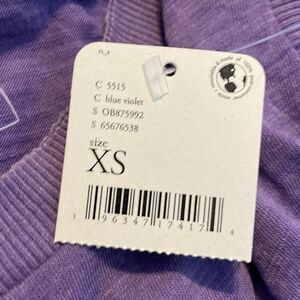 C 5515
C blue violet
S OB875992
S 65676538
size
XS
1 96347 17417 4